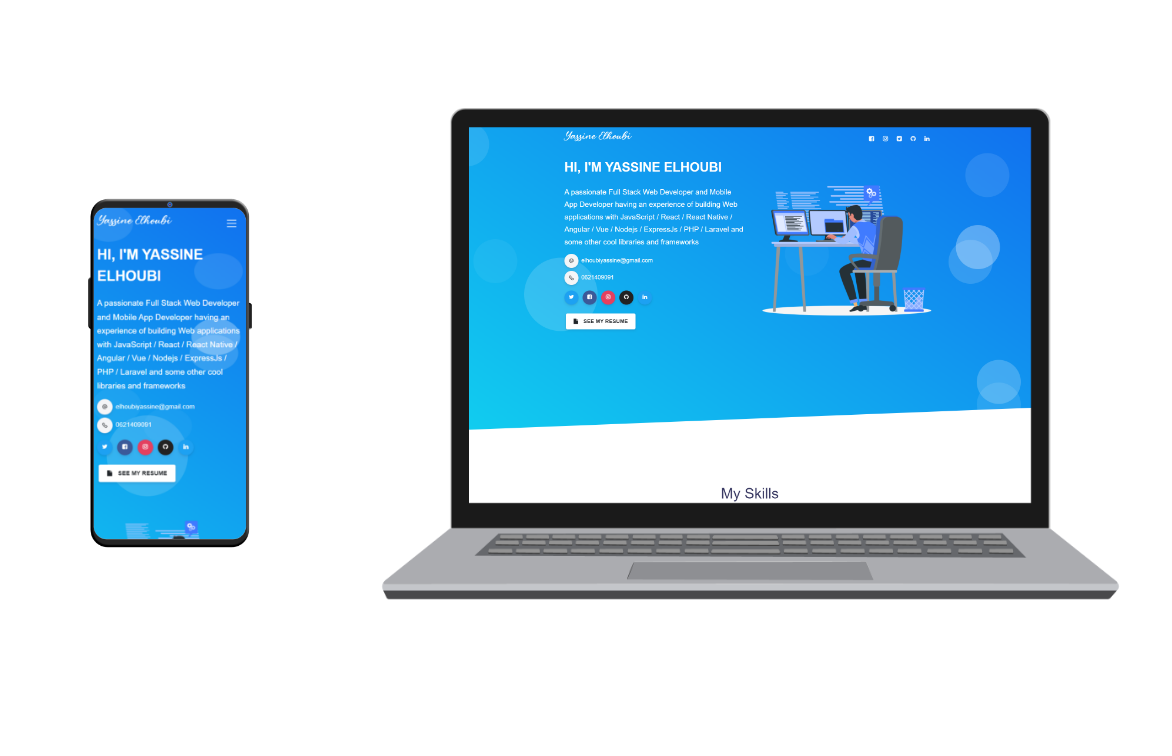 Yassine Elhoubi
HI, I'M YASSINE
ELHOUBI
A passionate Full Stack Web Developer
and Mobile App Developer having an
experience of building Web applications
with JavaScript / React / React Native /
Angular / Vue / Nodejs / ExpressJs /
PHP / Laravel and some other cool
libraries and frameworks
elhoubiyassine@gmail.com
0621409091
SEE MY RESUME
Yassine Elhoubi
HI, I'M YASSINE ELHOUBI
A passionate Full Stack Web Developer and Mobile
App Developer having an experience of building Web
applications with JavaScript / React / React Native /
Angular / Vue / Nodejs / ExpressJs / PHP / Laravel and
some other cool libraries and frameworks
elhoubiyassine@gmail.com
0621409091
SEE MY RESUME
My Skills